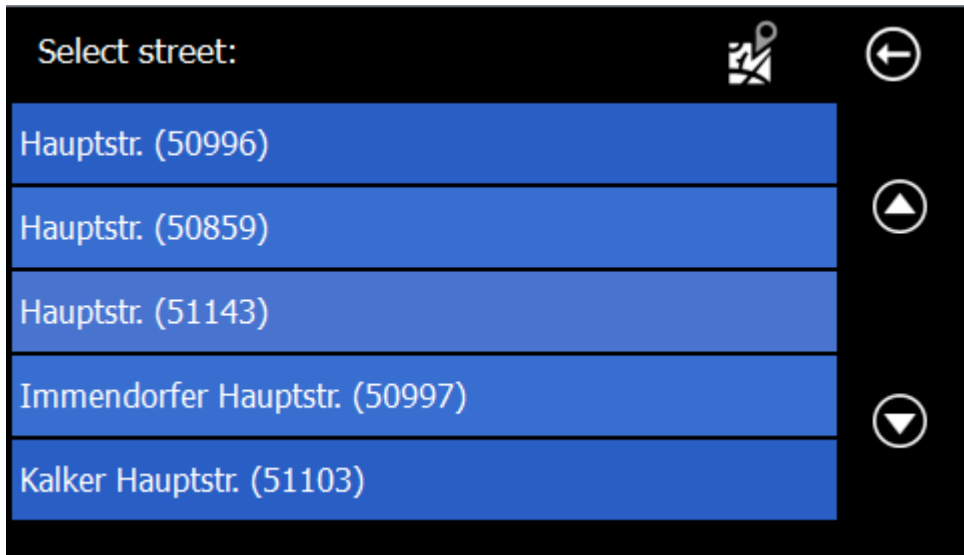 Select street:
Hauptstr. (50996)
Hauptstr. (50859)
Hauptstr. (51143)
Immendorfer Hauptstr. (50997)
Kalker Hauptstr. (51103)